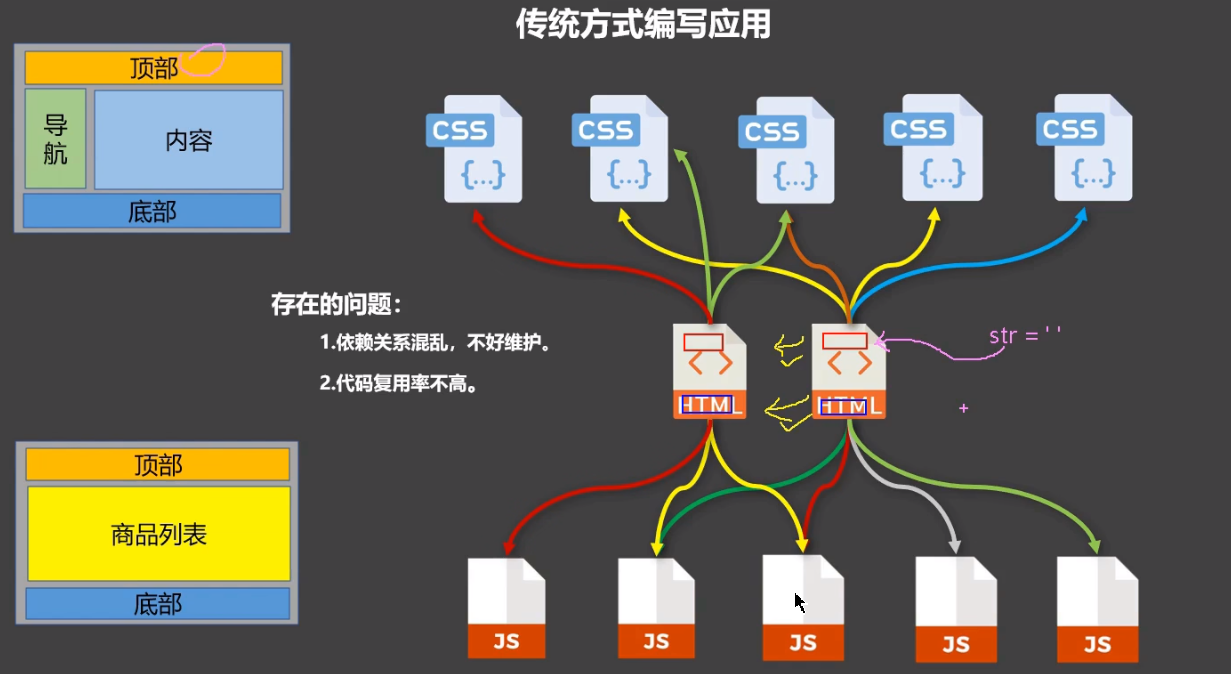 传统方式编写应用
顶部
导航
内容
底部
CSS
{...}
CSS
{...}
CSS
{...}
CSS
{...}
CSS
{...}
存在的问题：
1.依赖关系混乱，不好维护。
2.代码复用率不高。
<>
HTML
<>
HTML
str = ' '
顶部
商品列表
底部
JS
JS
JS
JS
JS